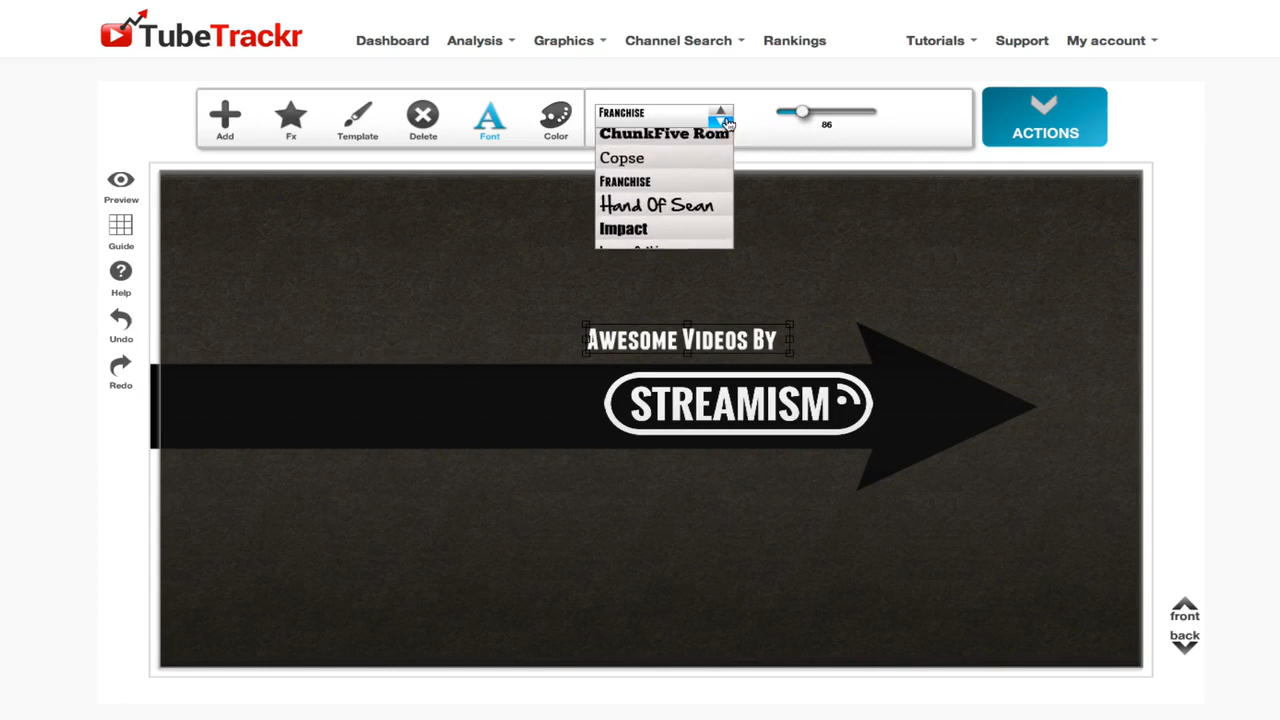 TubeTrackr
Dashboard Analysis Graphics Channel Search Rankings Tutorials Support My account
Add Fx Template Delete Font Color
Franchise
86
ACTIONS
ChunkFive Rom
Copse
Franchise
Hand Of Sean
Impact
Preview
Guide
Help
Undo
Redo
Awesome Videos By
STREAMISM
front
back